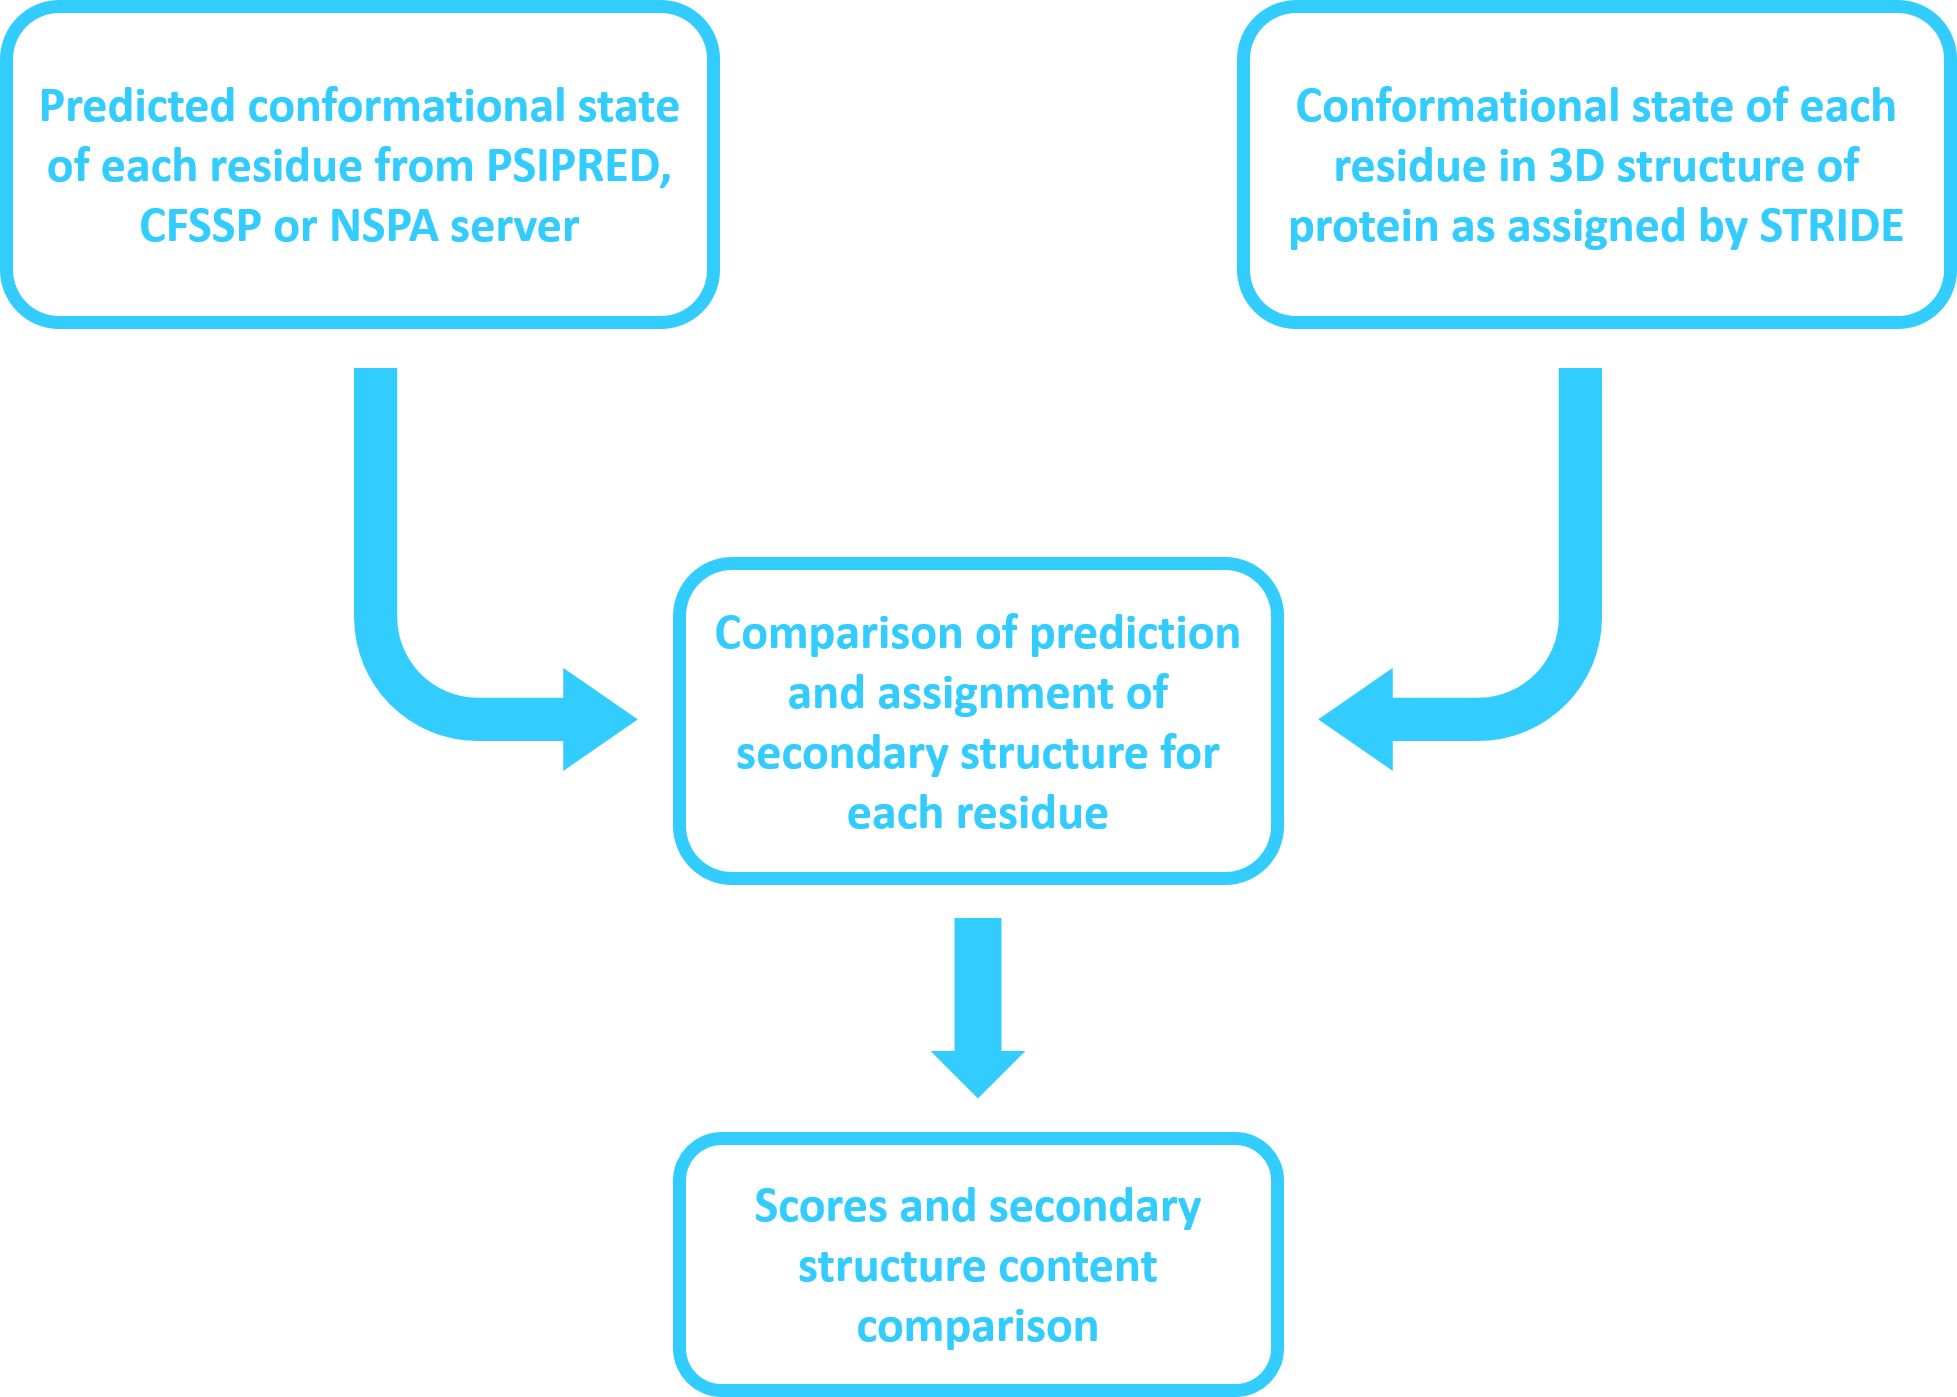 Predicted conformational state
of each residue from PSIPRED,
CFSSP or NSPA server
Conformational state of each
residue in 3D structure of
protein as assigned by STRIDE
Comparison of prediction
and assignment of
secondary structure for
each residue
Scores and secondary
structure content
comparison